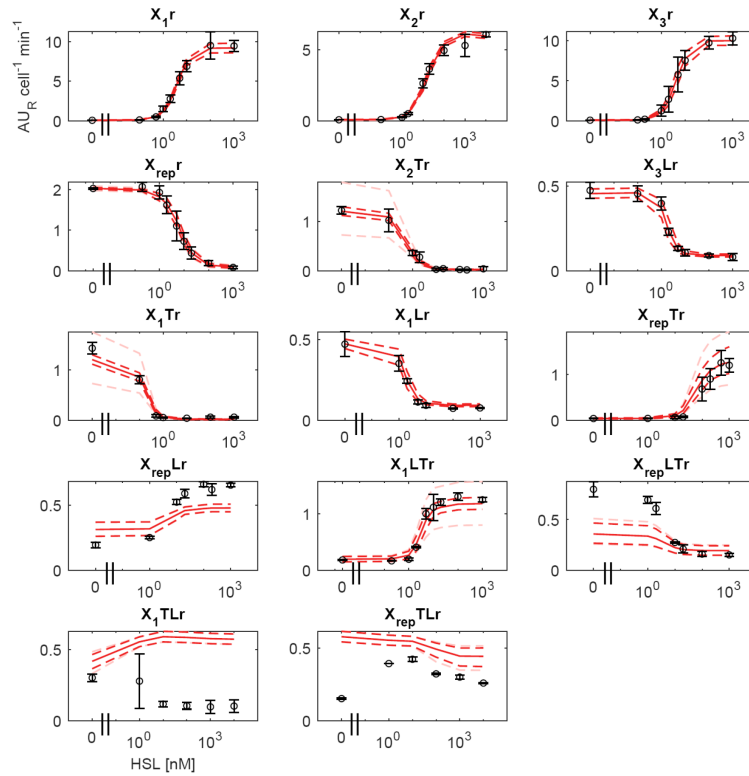 X1r X2r X3r
AUR cell-1 min-1
10
5
0
0 100 103
5
0
0 100 103
10
5
0
0 100 103
Xrepr X2Tr X3Lr
2
1
0
0 100 103
1
0
0 100 103
0.5
0
0 100 103
X1Tr X1Lr XrepTr
1
0
0 100 103
0.5
0
0 100 103
1
0
0 100 103
XrepLr X1LTr XrepLTr
0.5
0
0 100 103
1
0
0 100 103
0.5
0
0 100 103
X1TLr XrepTLr
0.5
0
0 100 103
0.5
0
0 100 103
HSL [nM]